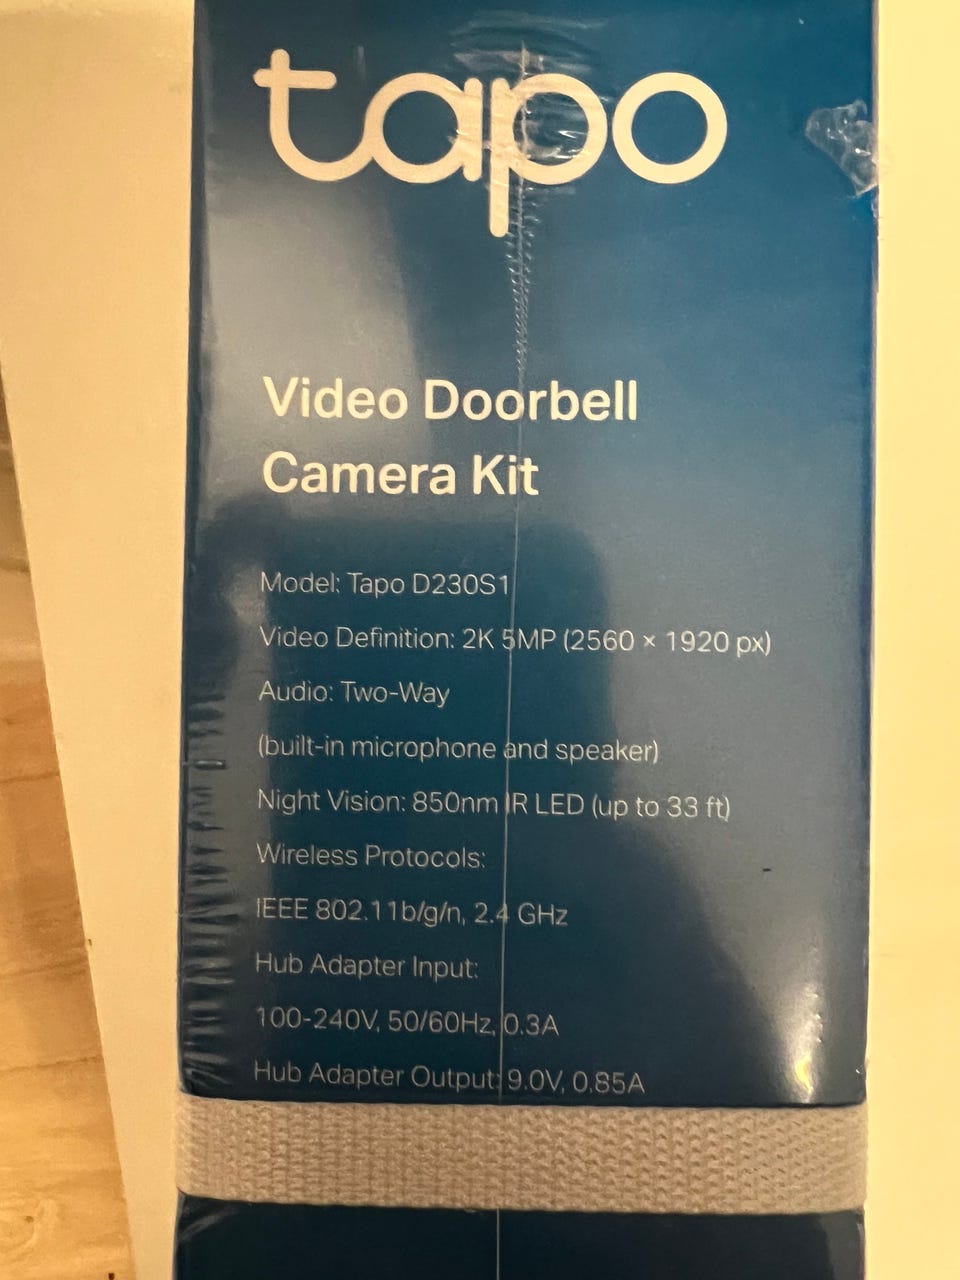 tapo
Video Doorbell
Camera Kit
Model: Tapo D230S1
Video Definition: 2K 5MP (2560 × 1920 px)
Audio: Two-Way
(built-in microphone and speaker)
Night Vision: 850nm IR LED (up to 33 ft)
Wireless Protocols:
IEEE 802.11b/g/n, 2.4 GHz
Hub Adapter Input:
100-240V, 50/60Hz, 0.3A
Hub Adapter Output: 9.0V, 0.85A